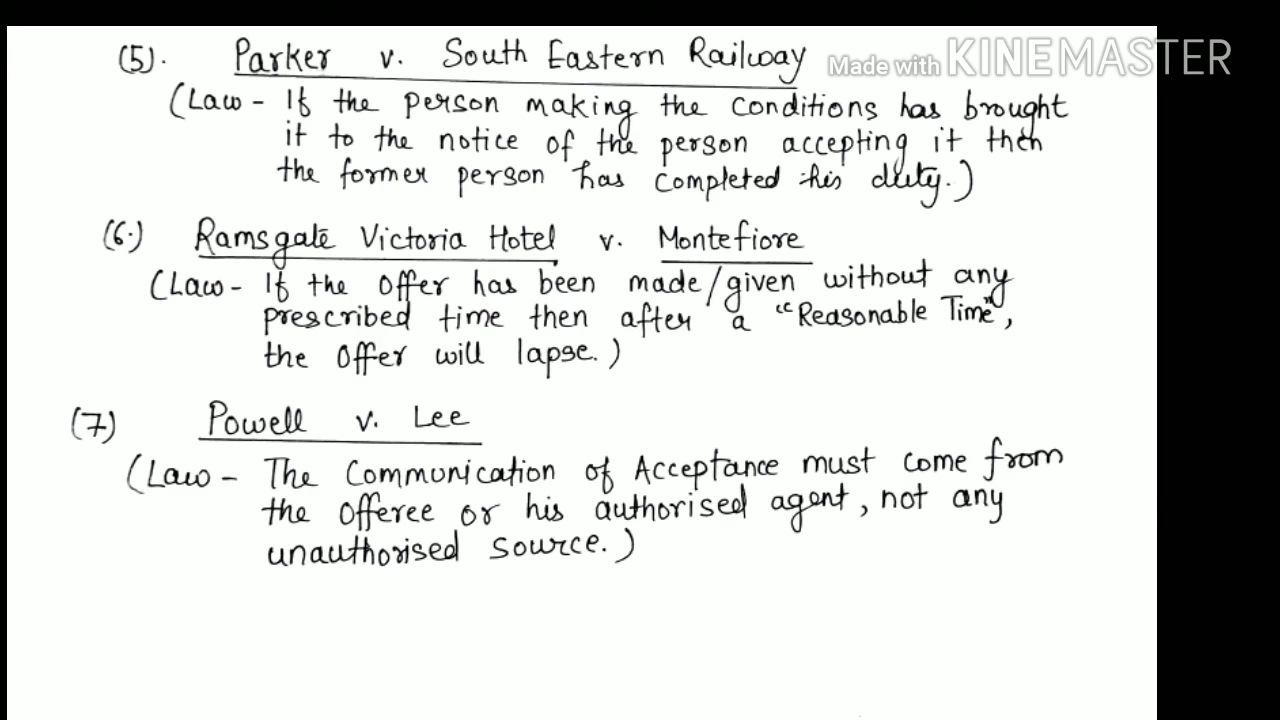 (5). Parker v. South Eastern Railway
Made with KINEMASTER
(Law - If the person making the conditions has brought
it to the notice of the person accepting it then
the former person has completed his duty.)
(6.) Ramsgate Victoria Hotel v. Montefiore
(Law - If the offer has been made/given without any
prescribed time then after a "Reasonable Time",
the offer will lapse.)
(7) Powell v. Lee
(Law - The Communication of Acceptance must come from
the offeree or his authorised agent, not any
unauthorised source.)